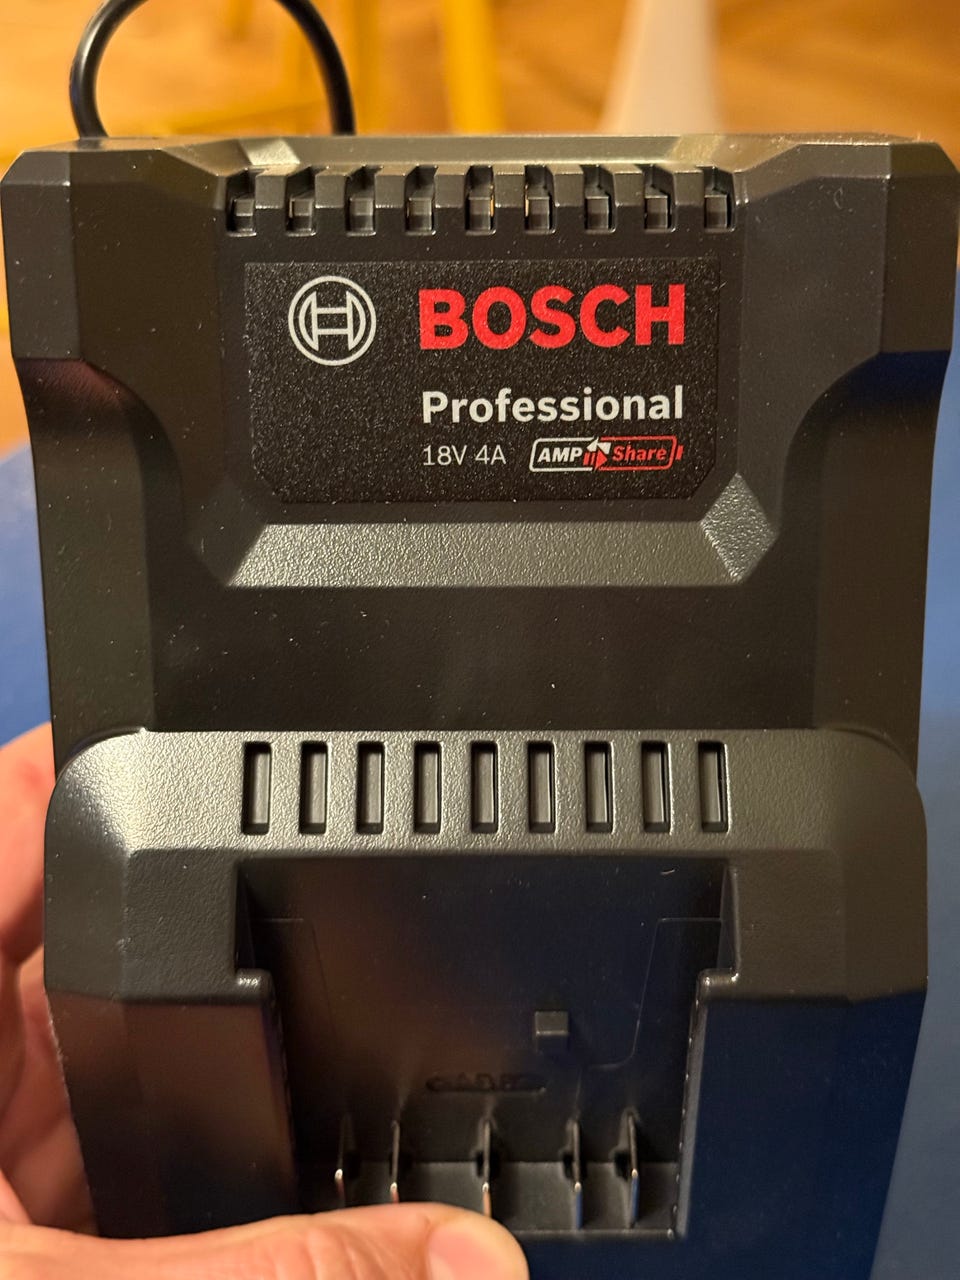 BOSCH
Professional
18V 4A AMP Share